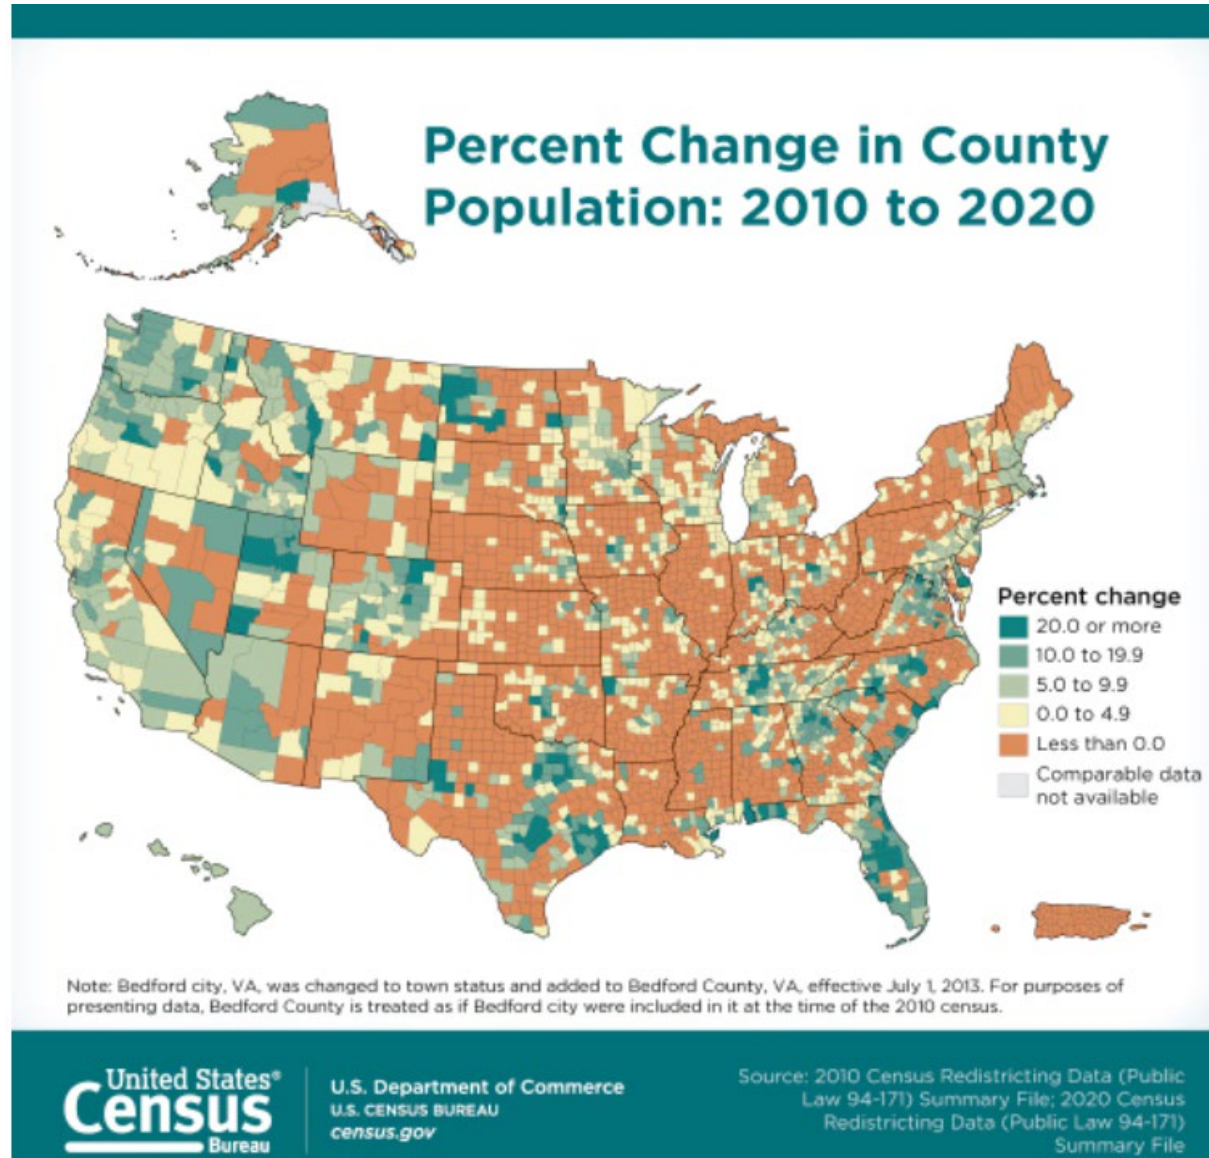 Percent Change in County
Population: 2010 to 2020
Percent change
20.0 or more
10.0 to 19.9
5.0 to 9.9
0.0 to 4.9
Less than 0.0
Comparable data
not available
Note: Bedford city, VA, was changed to town status and added to Bedford County, VA, effective July 1, 2013. For purposes of
presenting data, Bedford County is treated as if Bedford city were included in it at the time of the 2010 census.
United States®
Census
Bureau
U.S. Department of Commerce
U.S. CENSUS BUREAU
census.gov
Source: 2010 Census Redistricting Data (Public
Law 94-171) Summary File; 2020 Census
Redistricting Data (Public Law 94-171)
Summary File